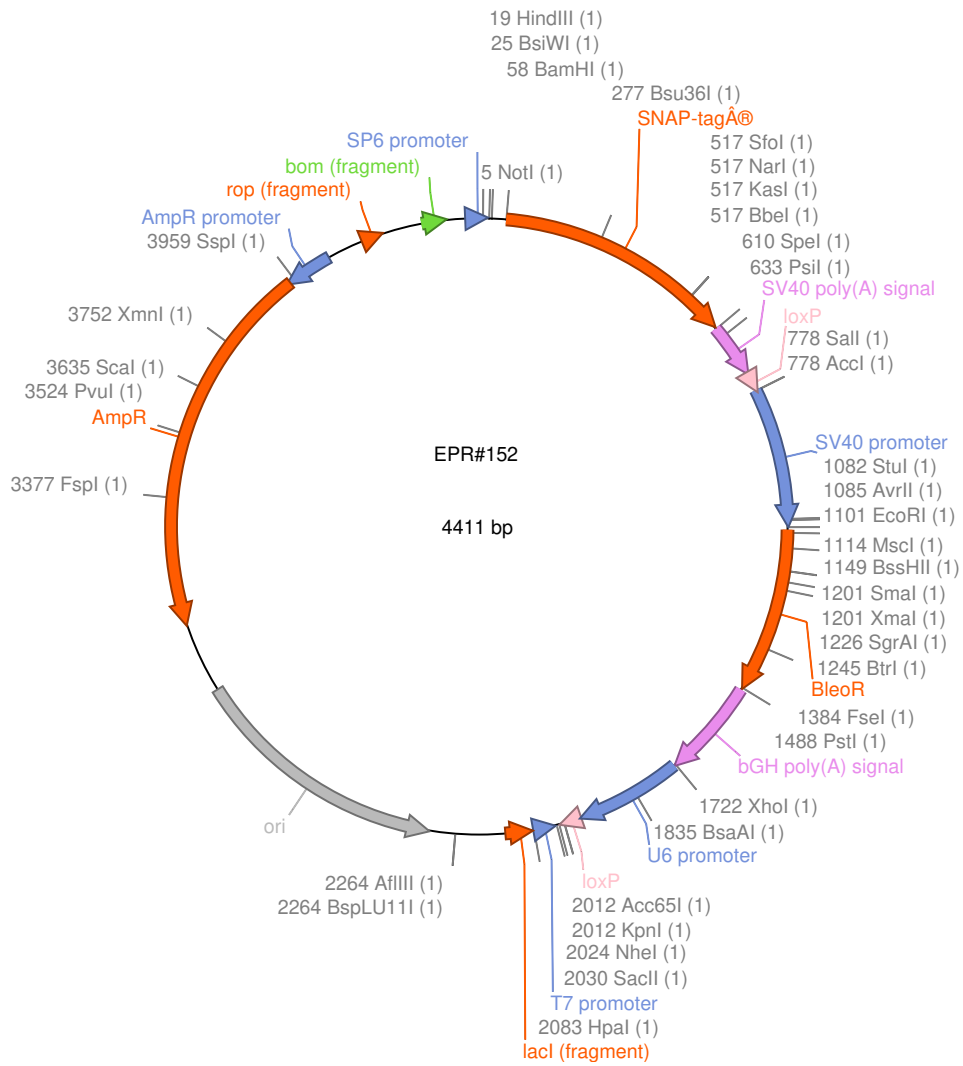 19 HindIII (1)
25 BsiWI (1)
58 BamHI (1)
277 Bsu36I (1)
SNAP-tagÂ®
517 SfoI (1)
517 NarI (1)
517 KasI (1)
517 BbeI (1)
610 SpeI (1)
633 PsiI (1)
SV40 poly(A) signal
loxP
778 SalI (1)
778 AccI (1)
SV40 promoter
1082 StuI (1)
1085 AvrII (1)
1101 EcoRI (1)
1114 MscI (1)
1149 BssHII (1)
1201 SmaI (1)
1201 XmaI (1)
1226 SgrAI (1)
1245 BtrI (1)
BleoR
1384 FseI (1)
1488 PstI (1)
bGH poly(A) signal
1722 XhoI (1)
1835 BsaAI (1)
U6 promoter
loxP
2012 Acc65I (1)
2012 KpnI (1)
2024 NheI (1)
2030 SacII (1)
T7 promoter
2083 HpaI (1)
lacI (fragment)
2264 AflIII (1)
2264 BspLU11I (1)
ori
3377 FspI (1)
AmpR
3524 PvuI (1)
3635 ScaI (1)
3752 XmnI (1)
3959 SspI (1)
AmpR promoter
rop (fragment)
bom (fragment)
SP6 promoter
5 NotI (1)
EPR#152
4411 bp